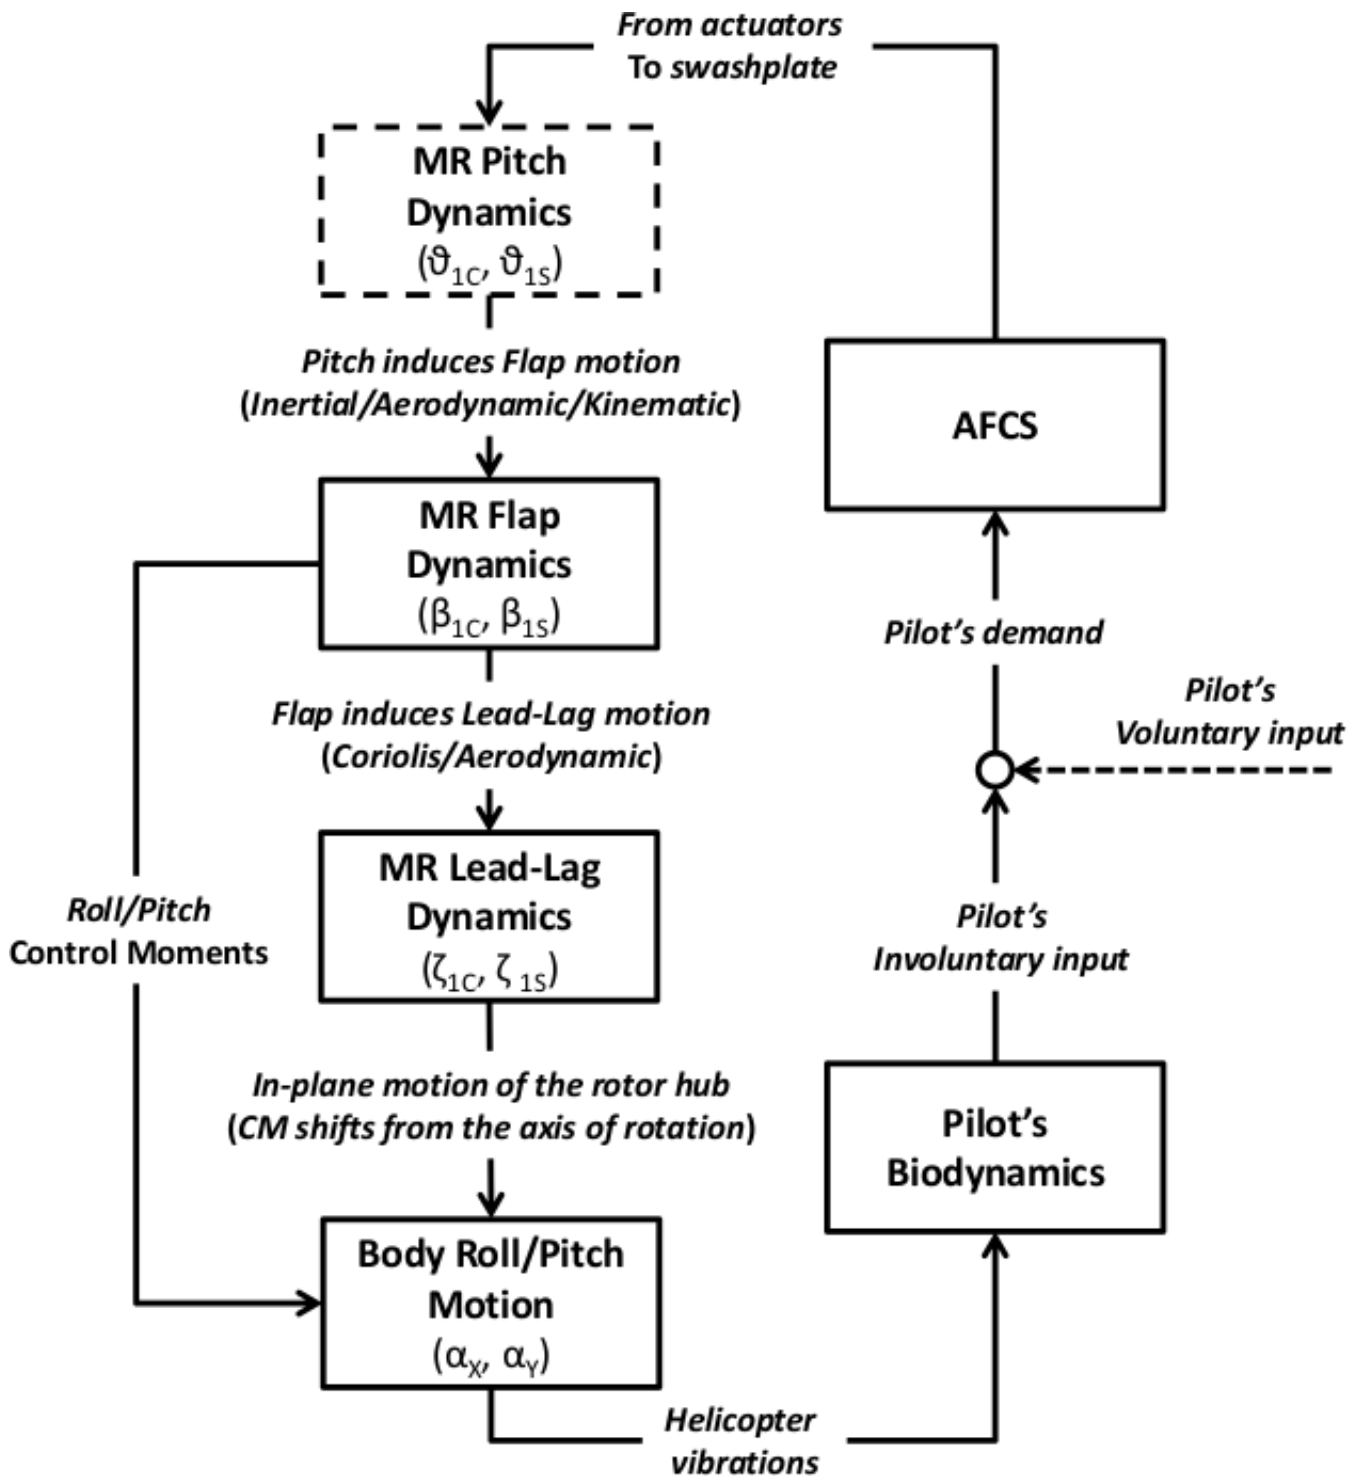 From actuators
To swashplate
MR Pitch
Dynamics
(ϑ1C, ϑ1S)
Pitch induces Flap motion
(Inertial/Aerodynamic/Kinematic)
AFCS
MR Flap
Dynamics
(β1C, β1S)
Pilot's demand
Flap induces Lead-Lag motion
(Coriolis/Aerodynamic)
Pilot's
Voluntary input
MR Lead-Lag
Dynamics
(ζ1C, ζ 1S)
Roll/Pitch
Control Moments
Pilot's
Involuntary input
In-plane motion of the rotor hub
(CM shifts from the axis of rotation)
Pilot's
Biodynamics
Body Roll/Pitch
Motion
(αX, αY)
Helicopter
vibrations